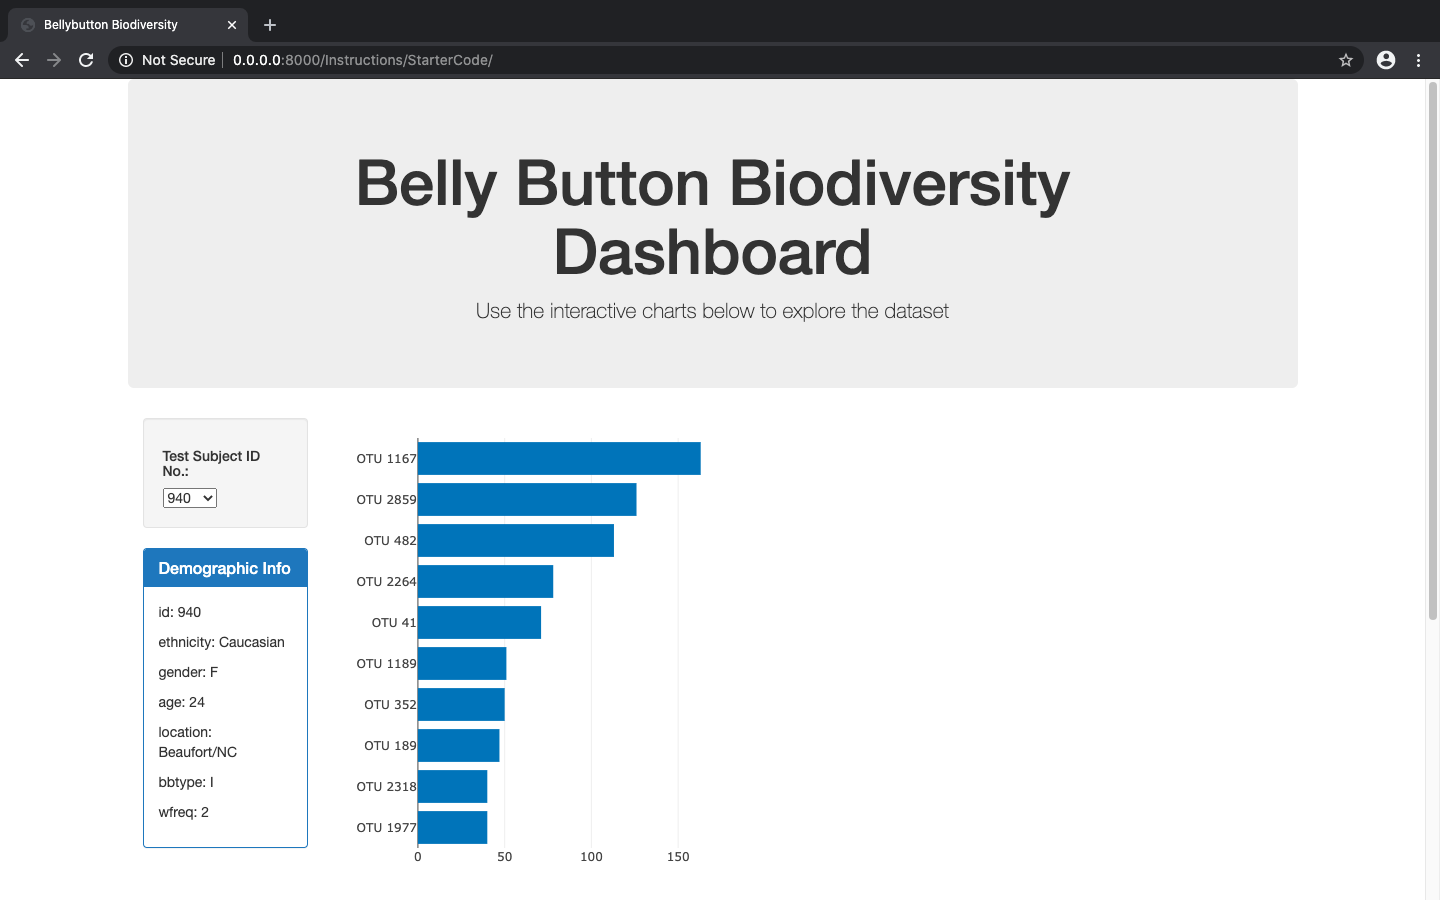 Bellybutton Biodiversity
Not Secure
0.0.0.0:8000/Instructions/StarterCode/
Belly Button Biodiversity
Dashboard
Use the interactive charts below to explore the dataset
Test Subject ID
No.:
940
Demographic Info
id: 940
ethnicity: Caucasian
gender: F
age: 24
location:
Beaufort/NC
bbtype: I
wfreq: 2
OTU 1167
OTU 2859
OTU 482
OTU 2264
OTU 41
OTU 1189
OTU 352
OTU 189
OTU 2318
OTU 1977
0 50 100 150